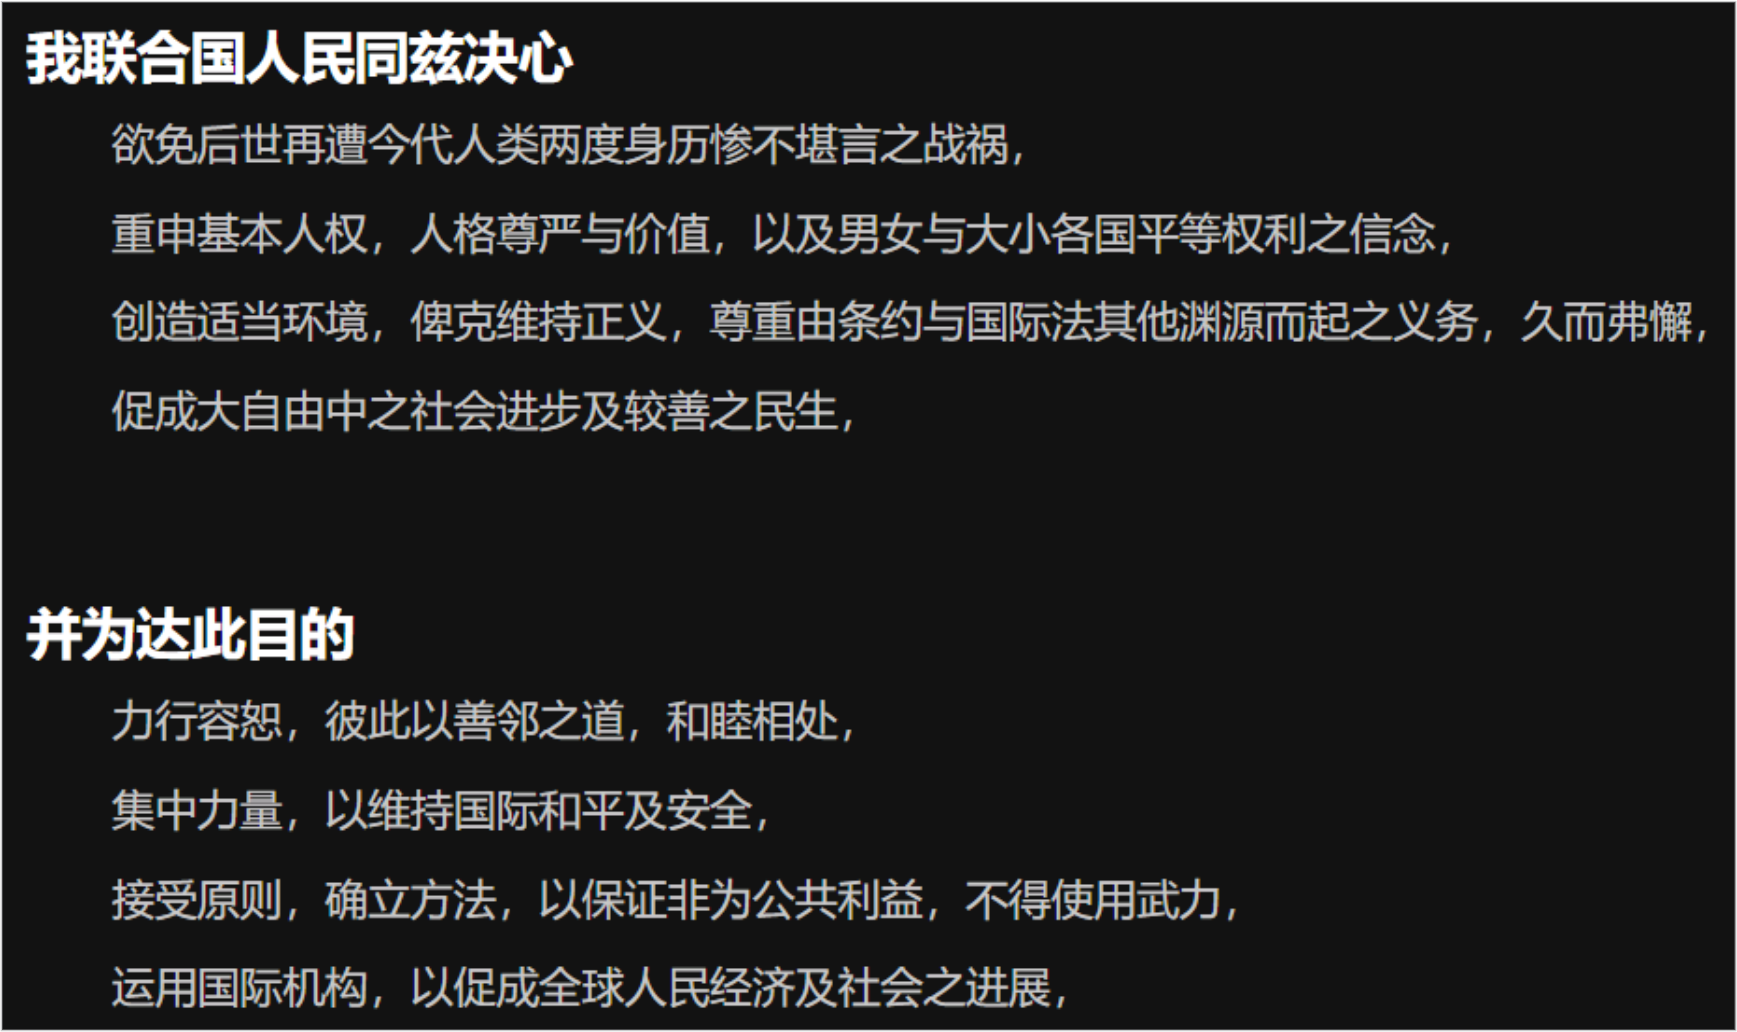 我联合国人民同兹决心
欲免后世再遭今代人类两度身历惨不堪言之战祸，
重申基本人权，人格尊严与价值，以及男女与大小各国平等权利之信念，
创造适当环境，俾克维持正义，尊重由条约与国际法其他渊源而起之义务，久而弗懈，
促成大自由中之社会进步及较善之民生，
并为达此目的
力行容恕，彼此以善邻之道，和睦相处，
集中力量，以维持国际和平及安全，
接受原则，确立方法，以保证非为公共利益，不得使用武力，
运用国际机构，以促成全球人民经济及社会之进展，